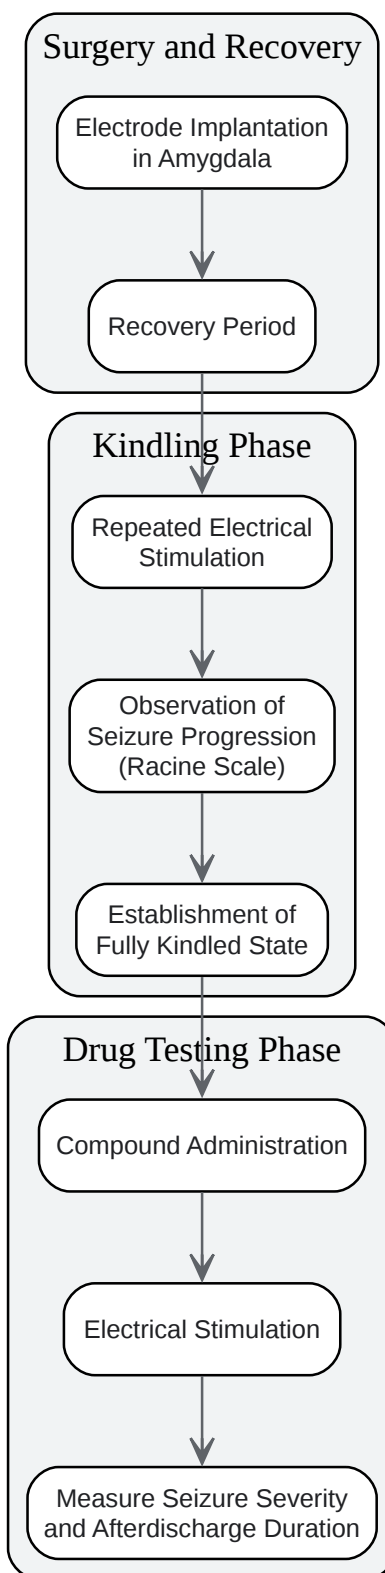 Surgery and Recovery
Electrode Implantation
in Amygdala
Recovery Period
Kindling Phase
Repeated Electrical
Stimulation
Observation of
Seizure Progression
(Racine Scale)
Establishment of
Fully Kindled State
Drug Testing Phase
Compound Administration
Electrical Stimulation
Measure Seizure Severity
and Afterdischarge Duration